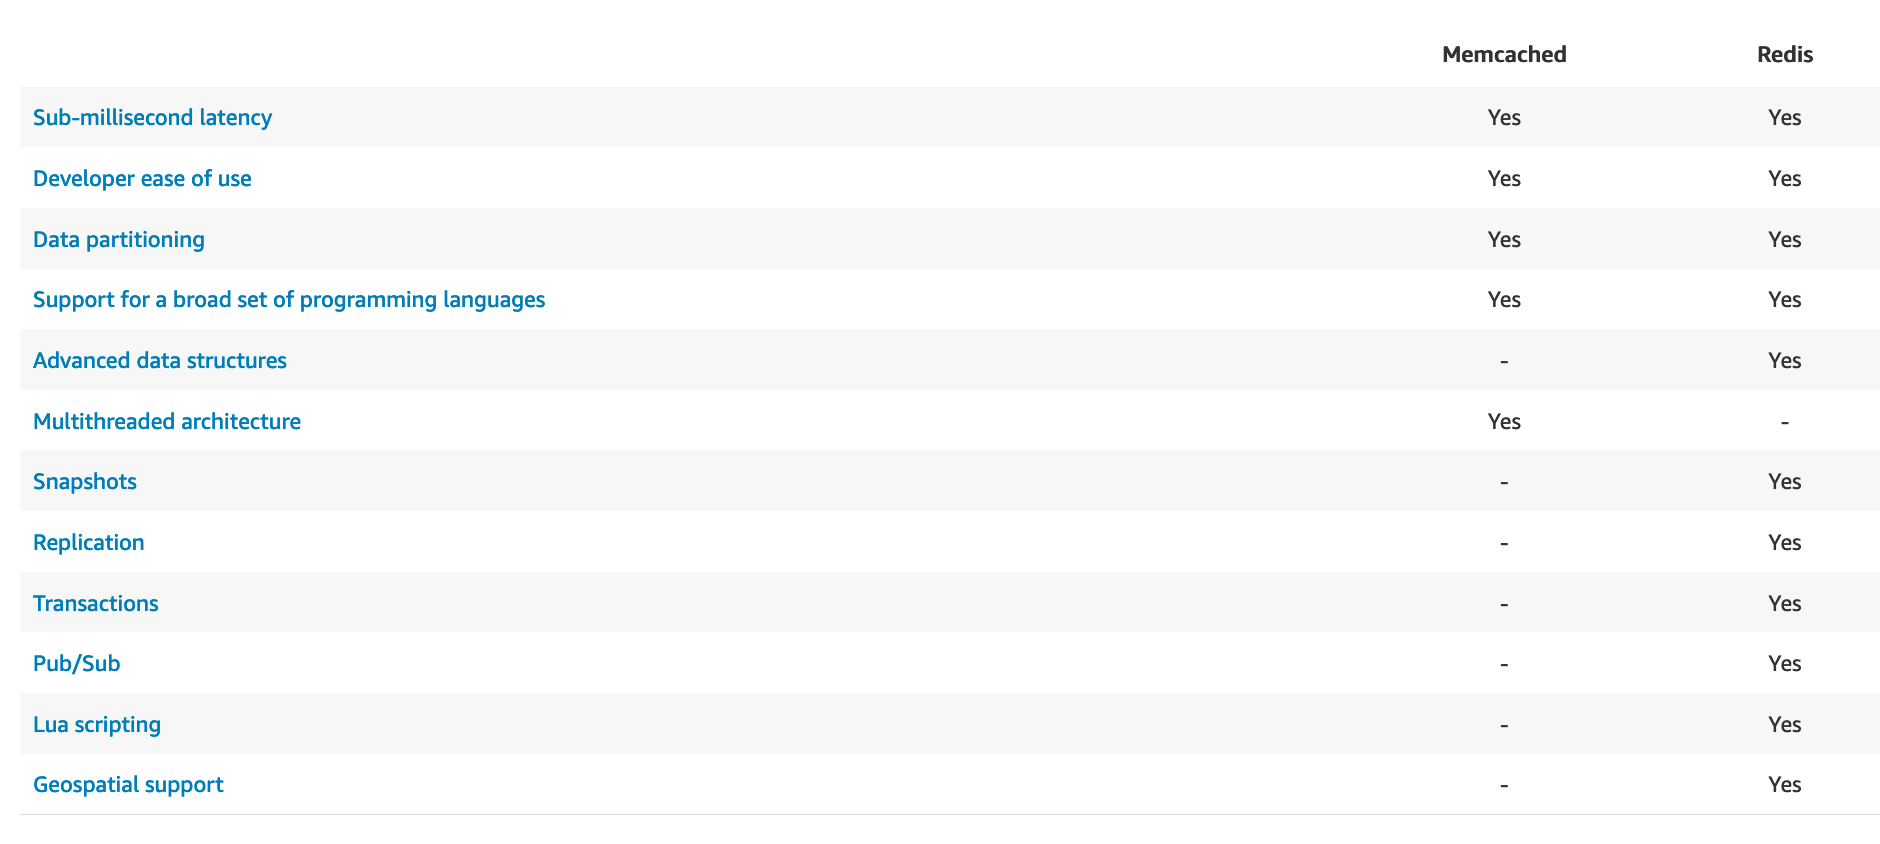 Memcached Redis
Sub-millisecond latency Yes Yes
Developer ease of use Yes Yes
Data partitioning Yes Yes
Support for a broad set of programming languages Yes Yes
Advanced data structures - Yes
Multithreaded architecture Yes -
Snapshots - Yes
Replication - Yes
Transactions - Yes
Pub/Sub - Yes
Lua scripting - Yes
Geospatial support - Yes